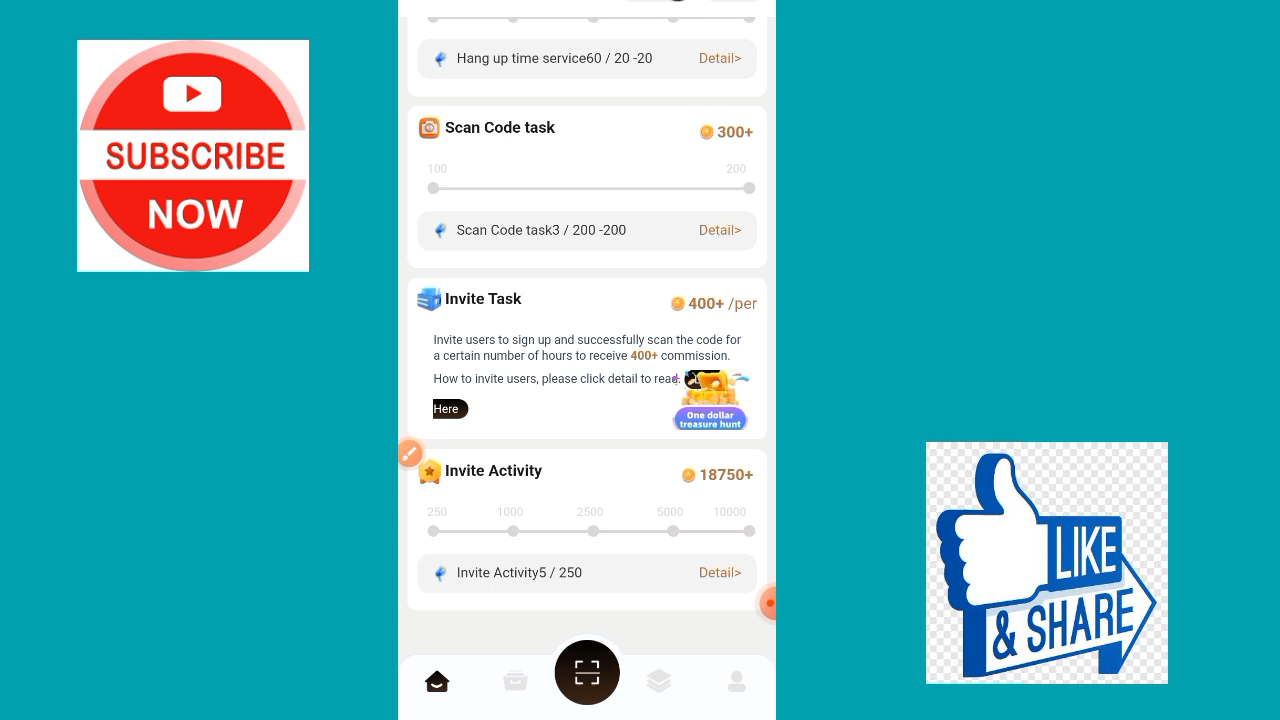 SUBSCRIBE
NOW
Hang up time service60 / 20 -20
Detail>
Scan Code task
300+
100
200
Scan Code task3 / 200 -200
Detail>
Invite Task
400+ /per
Invite users to sign up and successfully scan the code for
a certain number of hours to receive 400+ commission.
How to invite users, please click detail to read.
Here
One dollar
treasure hunt
Invite Activity
18750+
250 1000 2500 5000 10000
Invite Activity5 / 250
Detail>
LIKE
& SHARE